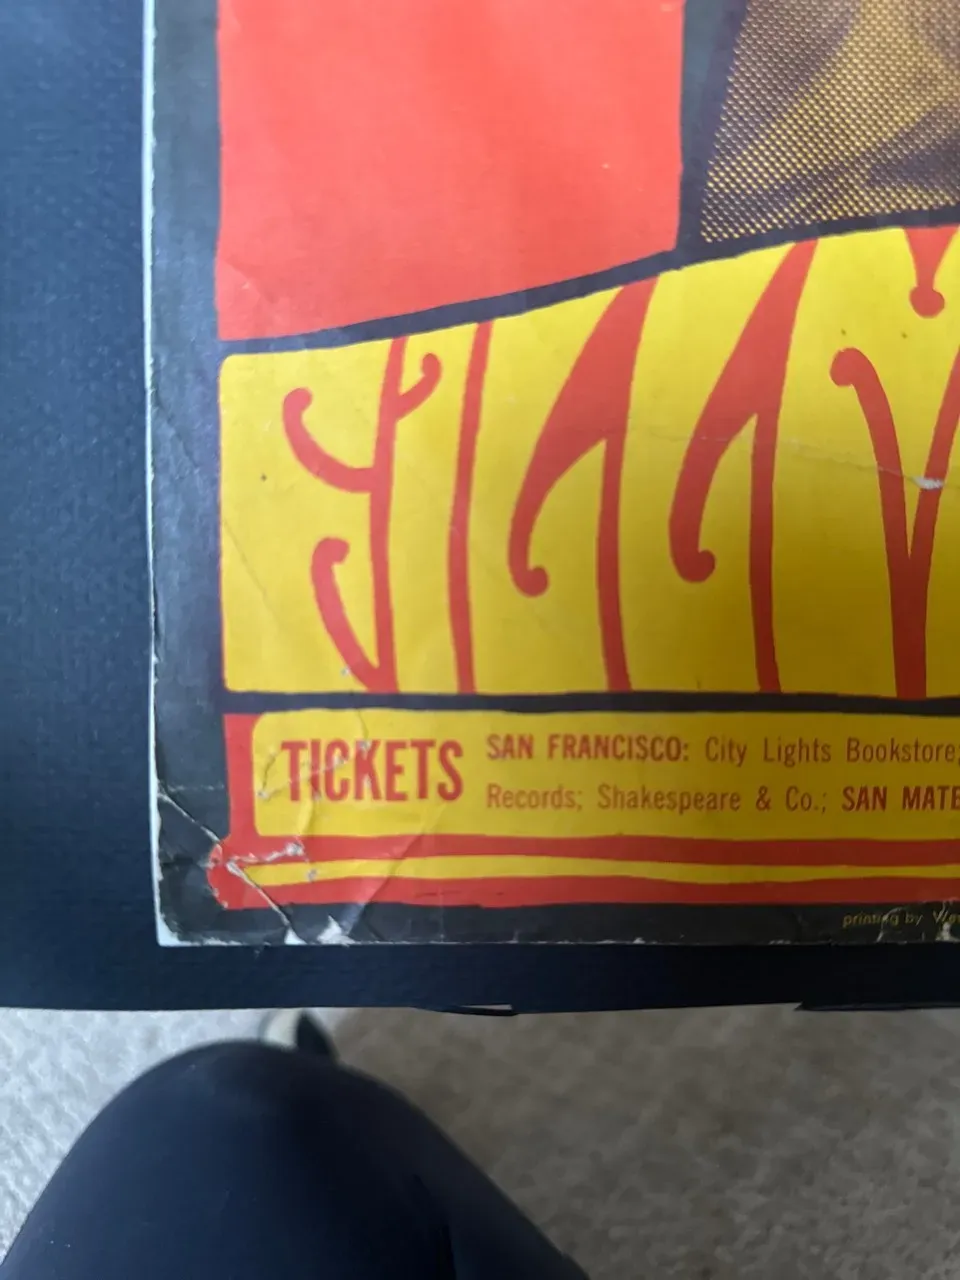 TICKETS SAN FRANCISCO: City Lights Bookstore;
Records; Shakespeare & Co.; SAN MATE
printing by